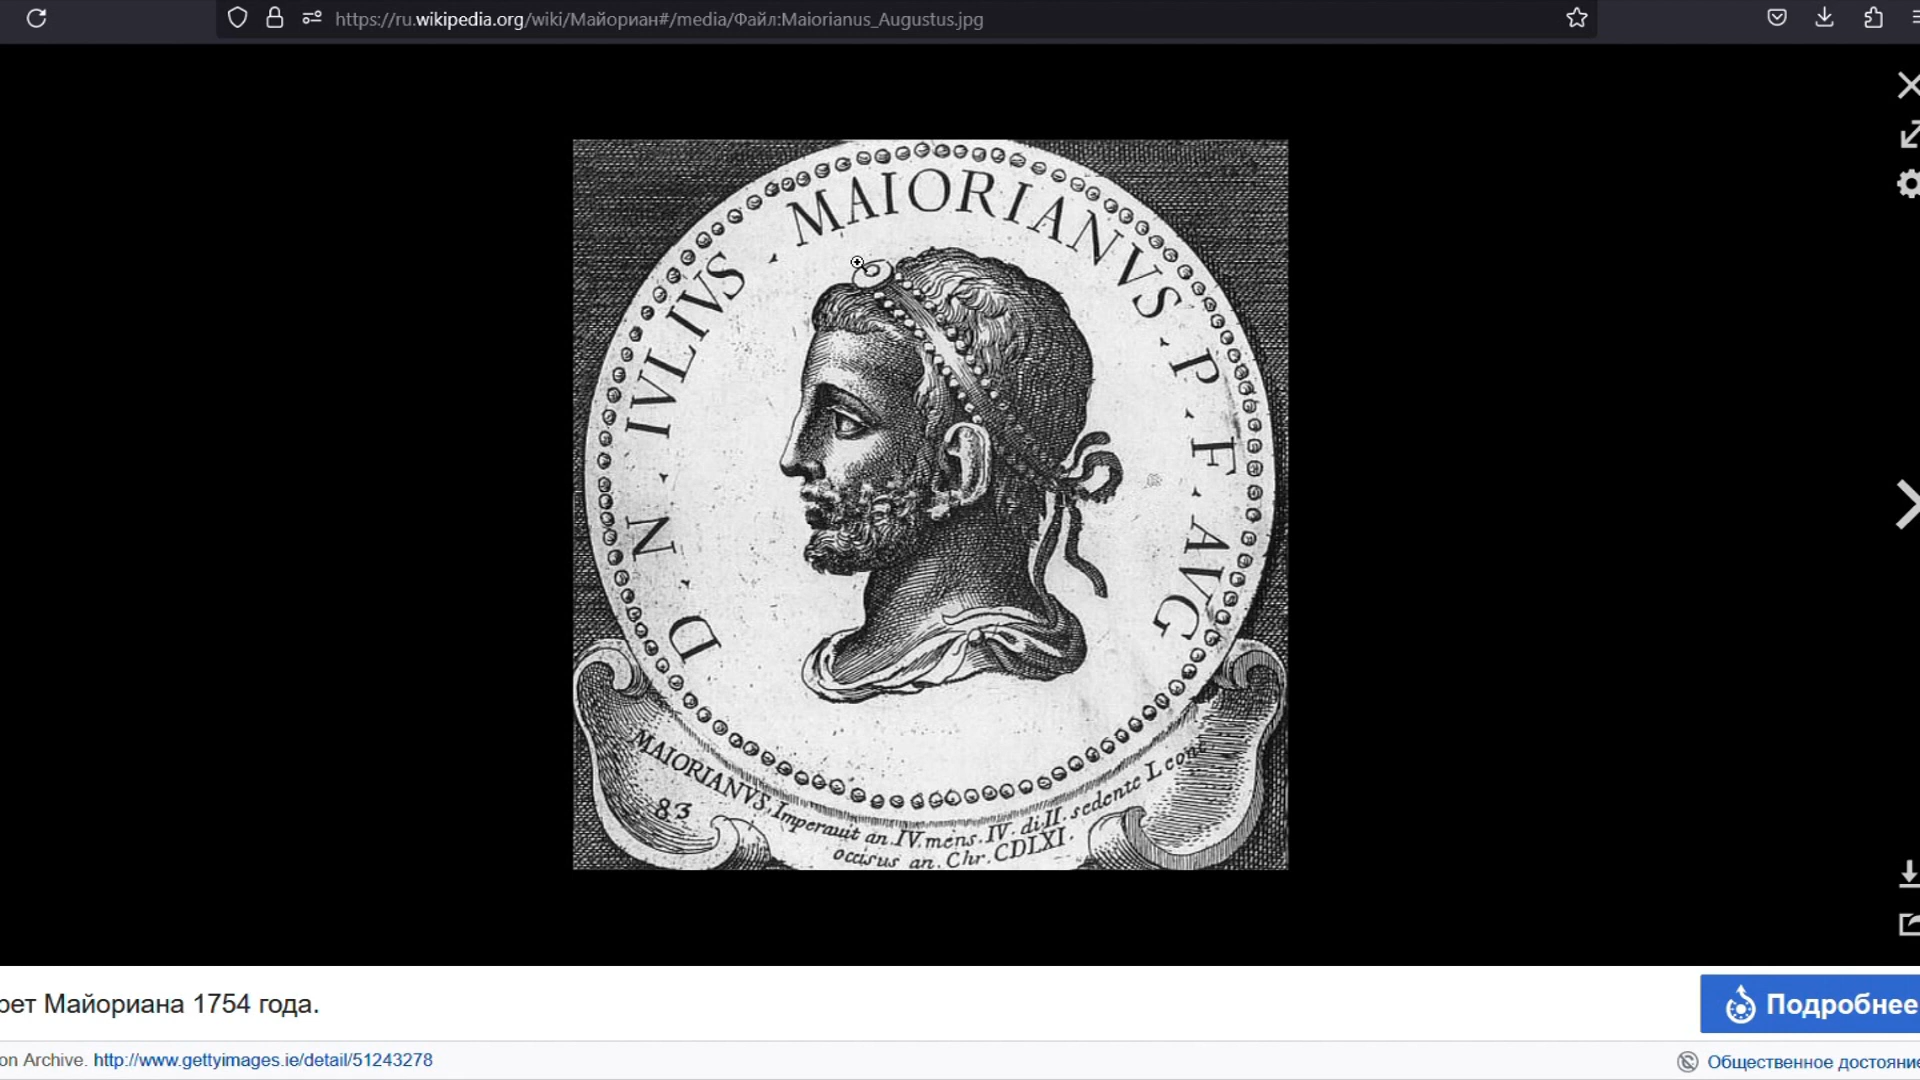 https://ru.wikipedia.org/wiki/Майориан#/media/Файл:Maiorianus_Augustus.jpg
D · N · IVLIVS · MAIORIANVS · P · F · AVG
MAIORIANVS, Imperauit an. IV. mens. IV. di. II. sedente Leone
occisus an. Chr. CDLXI.
83
рет Майориана 1754 года.
Подробнее
on Archive. http://www.gettyimages.ie/detail/51243278
Общественное достояние